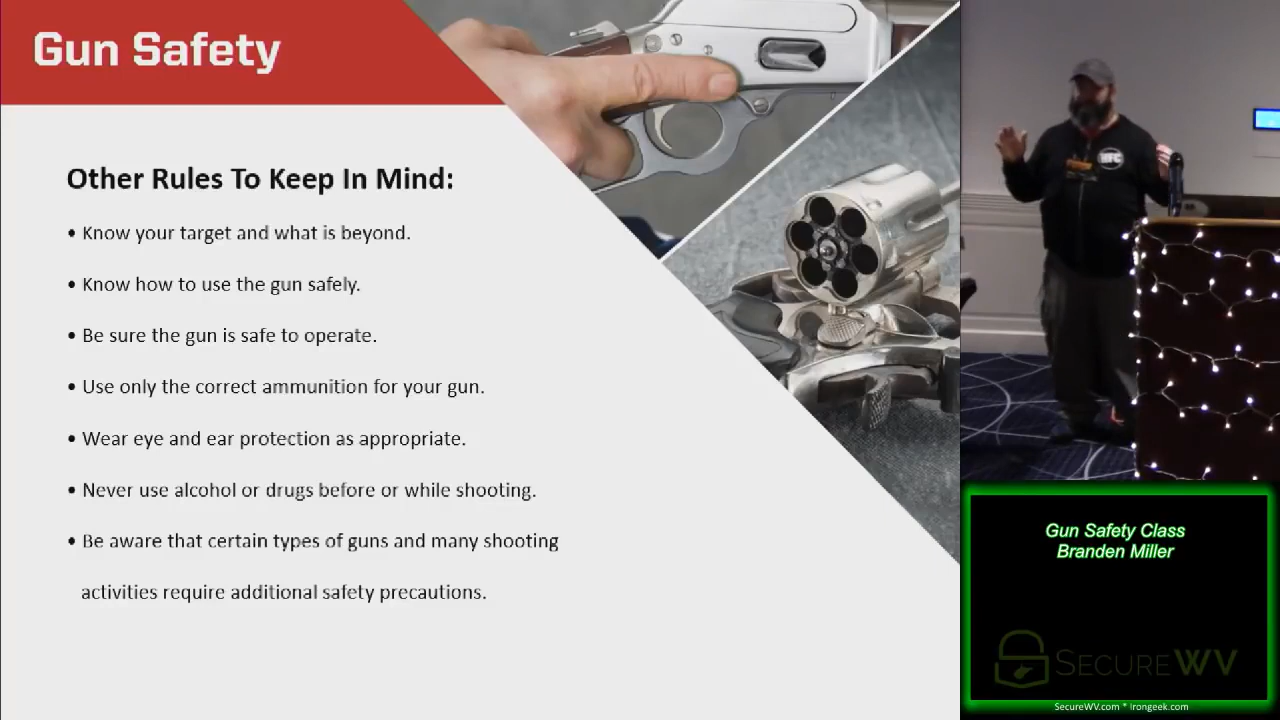 Gun Safety
Other Rules To Keep In Mind:
• Know your target and what is beyond.
• Know how to use the gun safely.
• Be sure the gun is safe to operate.
• Use only the correct ammunition for your gun.
• Wear eye and ear protection as appropriate.
• Never use alcohol or drugs before or while shooting.
• Be aware that certain types of guns and many shooting
activities require additional safety precautions.
Gun Safety Class
Branden Miller
SECUREWV
SecureWV.com * Irongeek.com